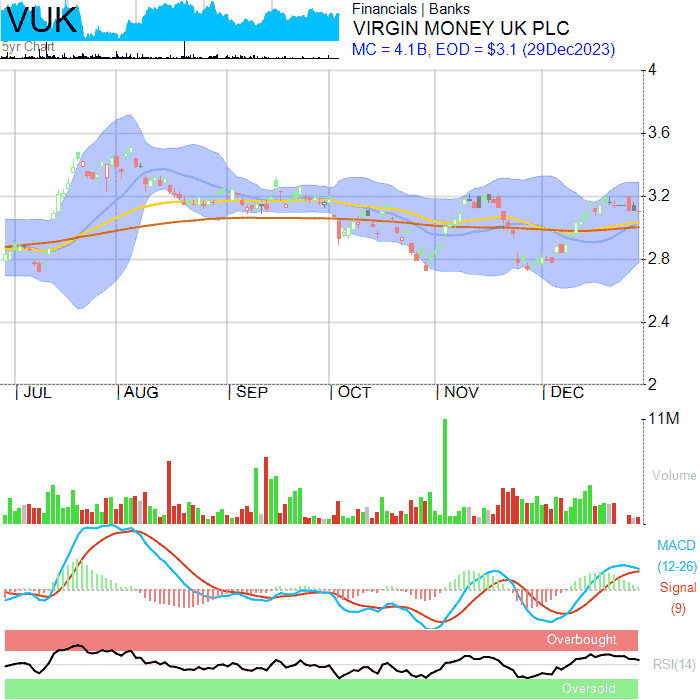 VUK
5yr Chart
Financials | Banks
VIRGIN MONEY UK PLC
MC = 4.1B, EOD = $3.1 (29Dec2023)
4
3.6
3.2
2.8
2.4
2
| JUL | AUG | SEP | OCT | NOV | DEC
11M
Volume
MACD
(12-26)
Signal
(9)
Overbought
RSI(14)
Oversold